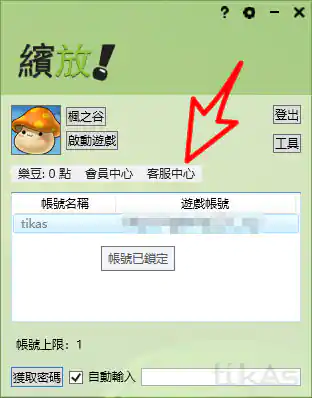 ?
繽放!
楓之谷
登出
啟動遊戲
工具
樂豆: 0 點 會員中心 客服中心
帳號名稱 遊戲帳號
tikas
帳號已鎖定
帳號上限: 1
獲取密碼 自動輸入
tikAs